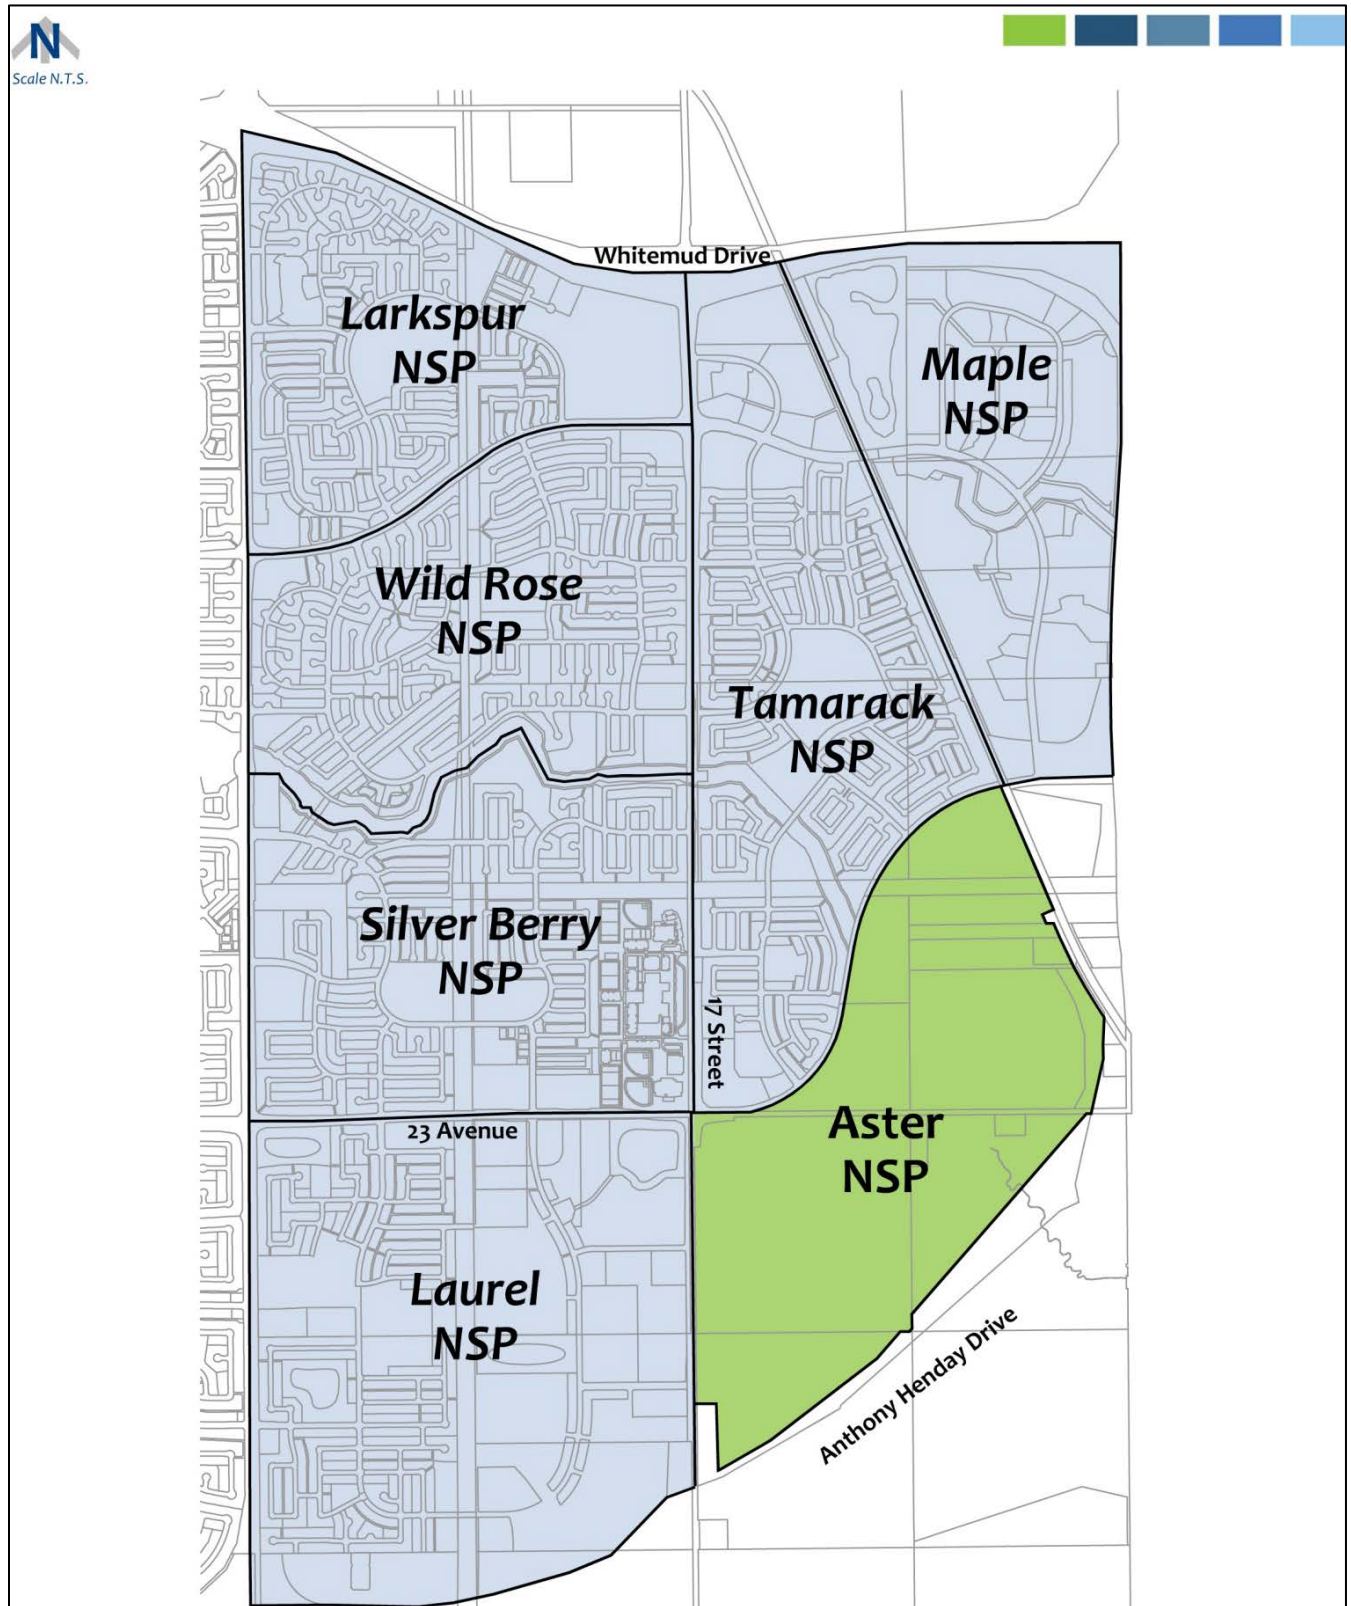 N
Scale N.T.S.
Whitemud Drive
Larkspur
NSP
Maple
NSP
Wild Rose
NSP
Tamarack
NSP
Silver Berry
NSP
17 Street
Aster
NSP
23 Avenue
Laurel
NSP
Anthony Henday Drive